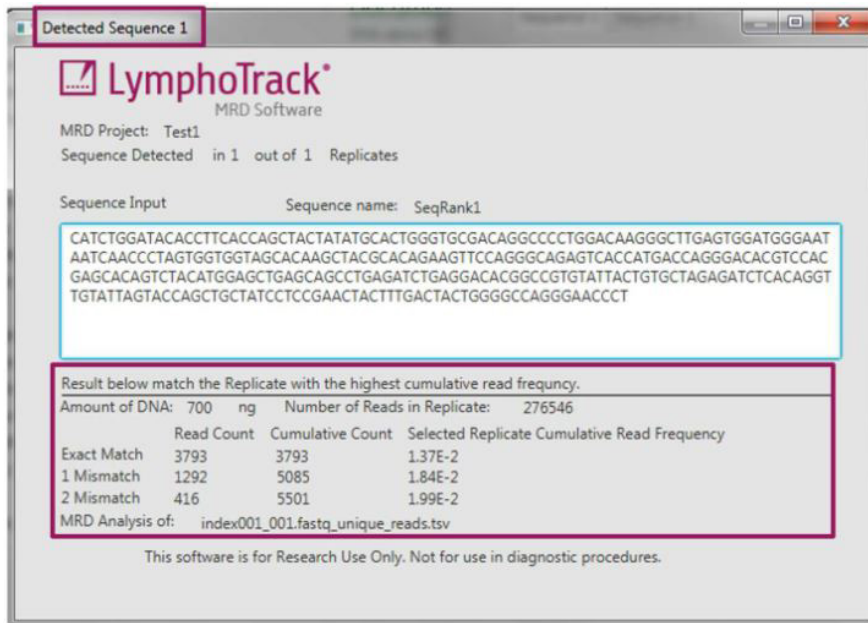 Detected Sequence 1
LymphoTrack®
MRD Software
MRD Project: Test1
Sequence Detected in 1 out of 1 Replicates
Sequence Input Sequence name: SeqRank1
CATCTGGATACACCTTCACCAGCTACTATATGCACTGGGTGCGACAGGCCCCTGGACAAGGGCTTGAGTGGATGGGAAT
AATCAACCCTAGTGGTGGTAGCACAAGCTACGCACAGAAGTTCCAGGGCAGAGTCACCATGACCAGGGACACGTCCAC
GAGCACAGTCTACATGGAGCTGAGCAGCCTGAGATCTGAGGACACGGCCGTGTATTACTGTGCTAGAGATCTCACAGGT
TGTATTAGTACCAGCTGCTATCCTCCGAACTACTTTGACTACTGGGGCCAGGGAACCCT
Result below match the Replicate with the highest cumulative read frequncy.
Amount of DNA: 700 ng Number of Reads in Replicate: 276546
Read Count Cumulative Count Selected Replicate Cumulative Read Frequency
Exact Match 3793 3793 1.37E-2
1 Mismatch 1292 5085 1.84E-2
2 Mismatch 416 5501 1.99E-2
MRD Analysis of: index001_001.fastq_unique_reads.tsv
This software is for Research Use Only. Not for use in diagnostic procedures.